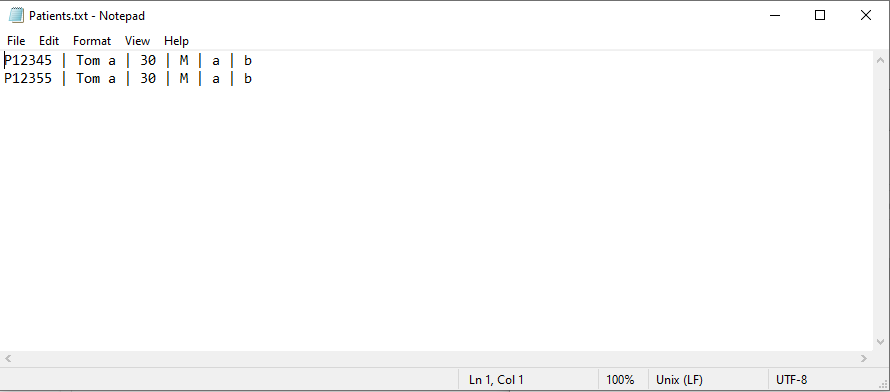 Patients.txt - Notepad
File Edit Format View Help
P12345 | Tom a | 30 | M | a | b
P12355 | Tom a | 30 | M | a | b
Ln 1, Col 1 100% Unix (LF) UTF-8